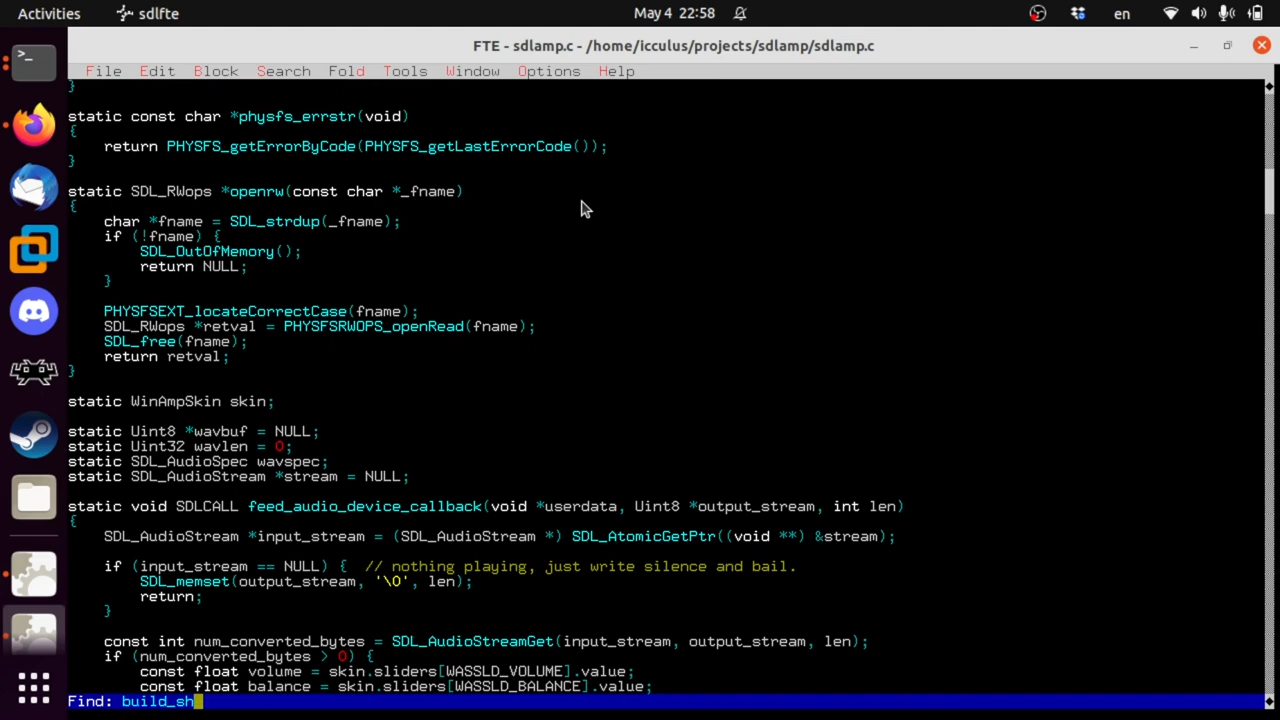 Activities
sdlfte
May 4 22:58
en
FTE - sdlamp.c - /home/icculus/projects/sdlamp/sdlamp.c
File Edit Block Search Fold Tools Window Options Help
}
static const char *physfs_errstr(void)
{
    return PHYSFS_getErrorByCode(PHYSFS_getLastErrorCode());
}
static SDL_RWops *openrw(const char *_fname)
{
    char *fname = SDL_strdup(_fname);
    if (!fname) {
        SDL_OutOfMemory();
        return NULL;
    }
    PHYSFSEXT_locateCorrectCase(fname);
    SDL_RWops *retval = PHYSFSRWOPS_openRead(fname);
    SDL_free(fname);
    return retval;
}
static WinAmpSkin skin;
static Uint8 *wavbuf = NULL;
static Uint32 wavlen = 0;
static SDL_AudioSpec wavspec;
static SDL_AudioStream *stream = NULL;
static void SDLCALL feed_audio_device_callback(void *userdata, Uint8 *output_stream, int len)
{
    SDL_AudioStream *input_stream = (SDL_AudioStream *) SDL_AtomicGetPtr((void **) &stream);
    if (input_stream == NULL) {  // nothing playing, just write silence and bail.
        SDL_memset(output_stream, '\0', len);
        return;
    }
    const int num_converted_bytes = SDL_AudioStreamGet(input_stream, output_stream, len);
    if (num_converted_bytes > 0) {
        const float volume = skin.sliders[WASSLD_VOLUME].value;
        const float balance = skin.sliders[WASSLD_BALANCE].value;
Find: build_sh